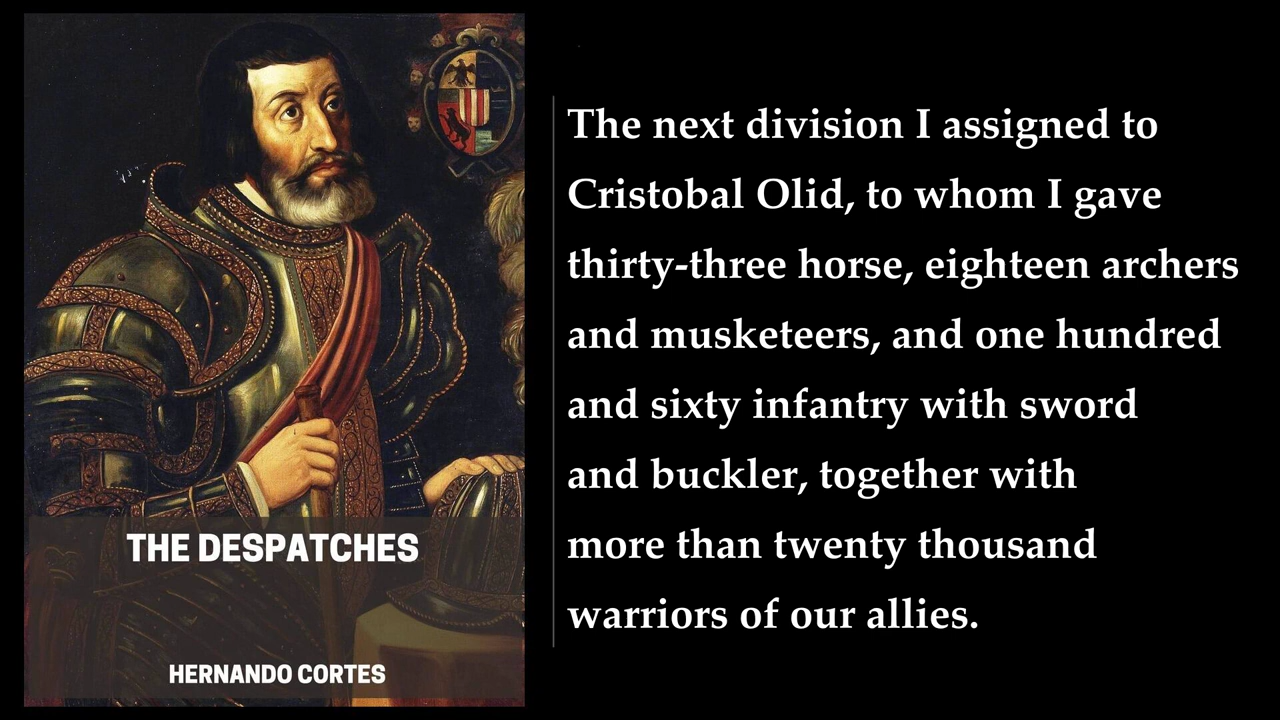 THE DESPATCHES
HERNANDO CORTES
The next division I assigned to
Cristobal Olid, to whom I gave
thirty-three horse, eighteen archers
and musketeers, and one hundred
and sixty infantry with sword
and buckler, together with
more than twenty thousand
warriors of our allies.